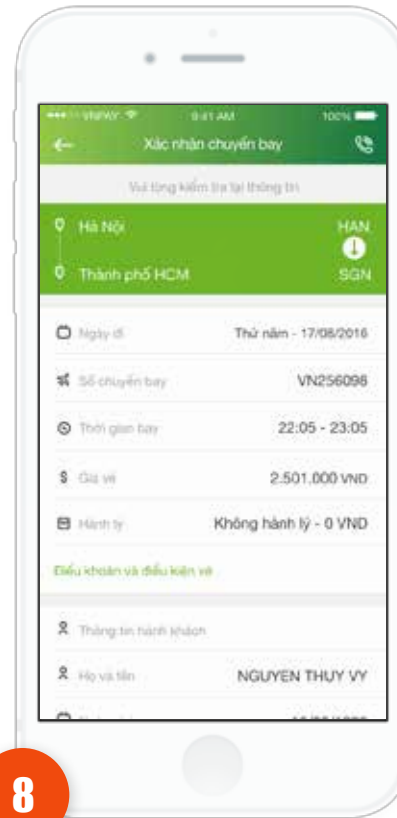 VNPAY 9:41 AM 100%
Xác nhận chuyến bay
Vui lòng kiểm tra lại thông tin
Hà Nội HAN
Thành phố HCM SGN
Ngày đi Thứ năm - 17/08/2016
Số chuyến bay VN256098
Thời gian bay 22:05 - 23:05
$ Giá vé 2.501.000 VND
Hành lý Không hành lý - 0 VND
Điều khoản và điều kiện vé
Thông tin hành khách
Họ và tên NGUYEN THUY VY
8